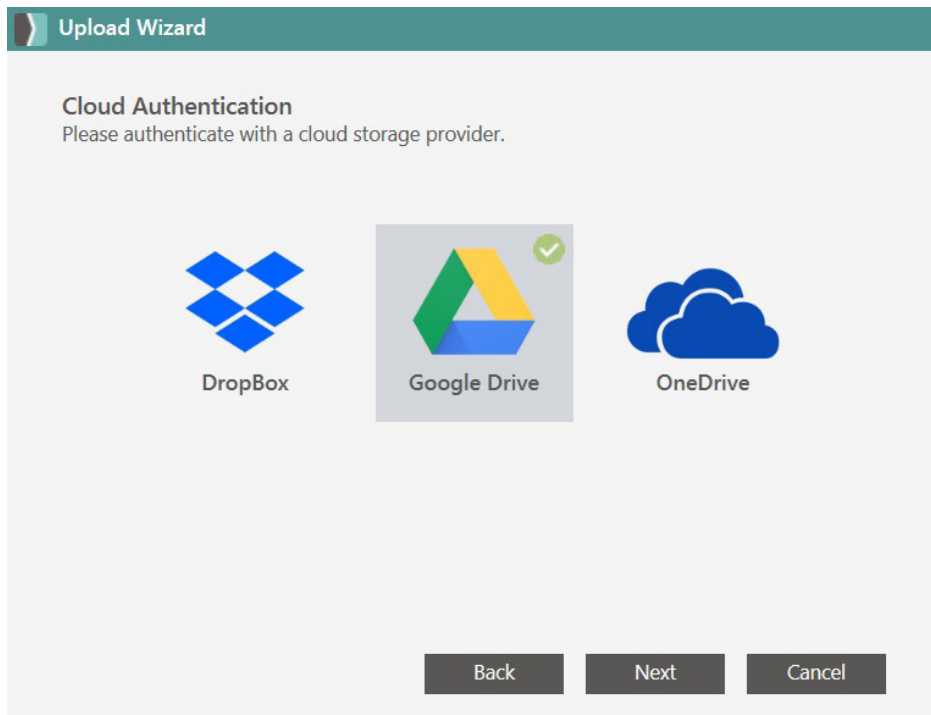 Upload Wizard
Cloud Authentication
Please authenticate with a cloud storage provider.
DropBox
Google Drive
OneDrive
Back
Next
Cancel